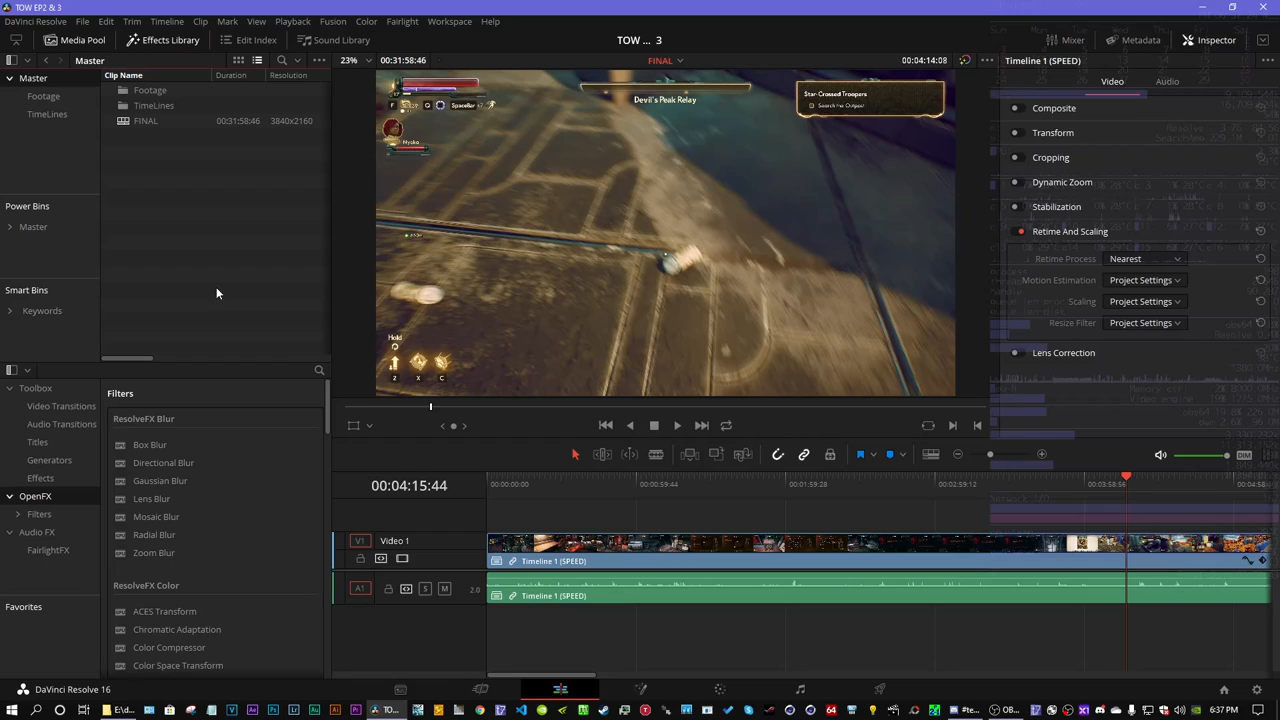 TOW EP2 & 3
DaVinci Resolve File Edit Trim Timeline Clip Mark View Playback Fusion Color Fairlight Workspace Help
Media Pool Effects Library Edit Index Sound Library TOW ... 3 Mixer Metadata Inspector
Master 23% 00:31:58:46 FINAL 00:04:14:08 Timeline 1 (SPEED)
Master Clip Name Duration Resolution
Video Audio
Footage
TimeLines
Footage
TimeLines
FINAL 00:31:58:46 3840x2160
Power Bins
Master
Smart Bins
Keywords
Devil's Peak Relay
Star-Crossed Troopers
Search the Outpost
F Q SpaceBar
Nyoka
Hold
Z X C
Composite
Transform
Cropping
Dynamic Zoom
Stabilization
Retime And Scaling
Retime Process Nearest
Motion Estimation Project Settings
Scaling Project Settings
Resize Filter Project Settings
Lens Correction
Toolbox
Video Transitions
Audio Transitions
Titles
Generators
Effects
OpenFX
Filters
Audio FX
FairlightFX
Favorites
Filters
ResolveFX Blur
Box Blur
Directional Blur
Gaussian Blur
Lens Blur
Mosaic Blur
Radial Blur
Zoom Blur
ResolveFX Color
ACES Transform
Chromatic Adaptation
Color Compressor
Color Space Transform
DIM
00:04:15:44 00:00:00:00 00:00:59:44 00:01:59:28 00:02:59:12 00:03:58:56 00:04:58
V1 Video 1
Timeline 1 (SPEED)
A1 S M 2.0
Timeline 1 (SPEED)
DaVinci Resolve 16
E:\d... TO... #te... OB... 6:37 PM